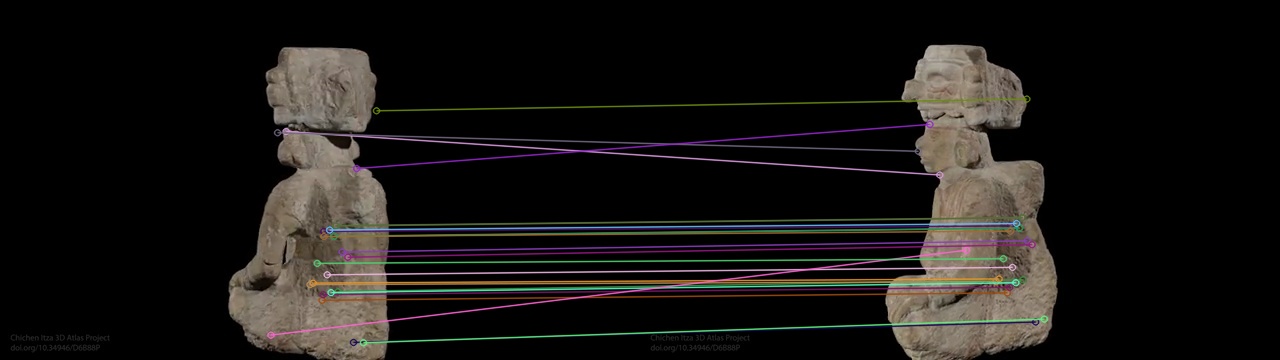 Chichen Itza 3D Atlas Project
doi.org/10.34946/D6B88P
Chichen Itza 3D Atlas Project
doi.org/10.34946/D6B88P